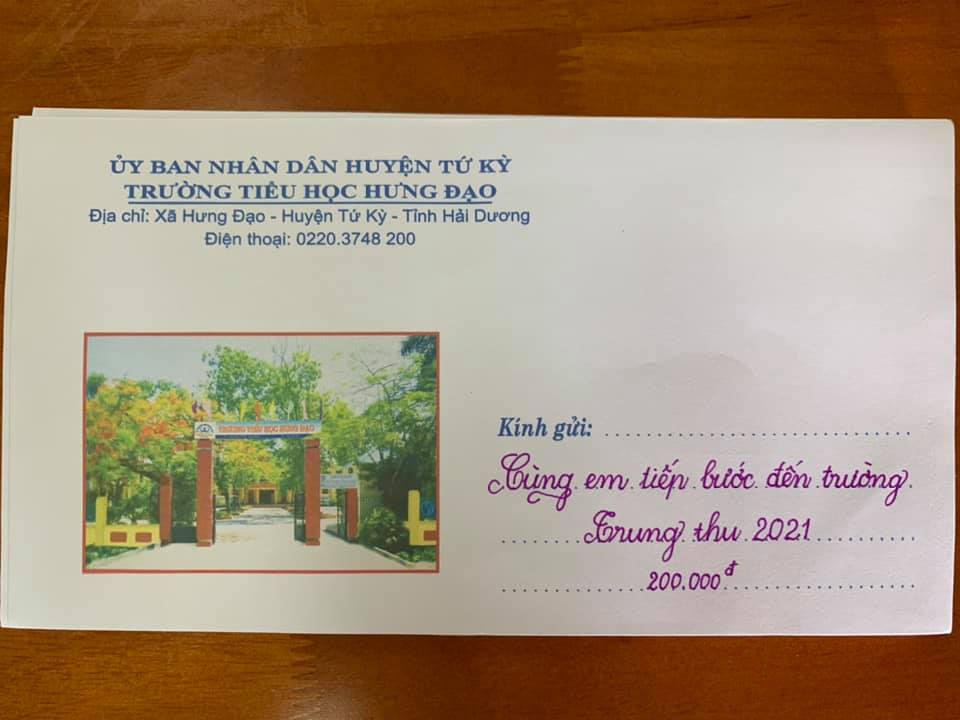 ỦY BAN NHÂN DÂN HUYỆN TỨ KỲ
TRƯỜNG TIỂU HỌC HƯNG ĐẠO
Địa chỉ: Xã Hưng Đạo - Huyện Tứ Kỳ - Tỉnh Hải Dương
Điện thoại: 0220.3748 200
TRƯỜNG TIỂU HỌC HƯNG ĐẠO
Kính gửi:
Cùng em tiếp bước đến trường
Trung thu 2021
200.000đ